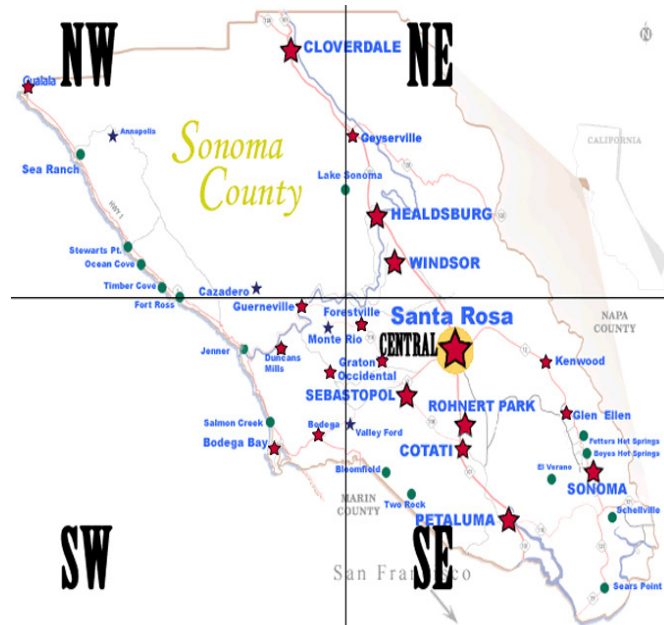 NW
NE
CLOVERDALE
Gualala
Annapolis
Geyserville
Sonoma
County
Sea Ranch
Lake Sonoma
CALIFORNIA
HWY 1
HEALDSBURG
Stewarts Pt.
Ocean Cove
WINDSOR
Timber Cove
Cazadero
Fort Ross
Guerneville
Forestville
Santa Rosa
NAPA
COUNTY
Monte Rio
CENTRAL
Jenner
Duncans
Mills
Graton
Occidental
Kenwood
SEBASTOPOL
ROHNERT PARK
Glen Ellen
Salmon Creek
Bodega
Valley Ford
Fetters Hot Springs
Bodega Bay
COTATI
Boyes Hot Springs
Bloomfield
El Verano
SONOMA
MARIN
COUNTY
Two Rock
PETALUMA
Schellville
SW
SE
San Francisco
Sears Point